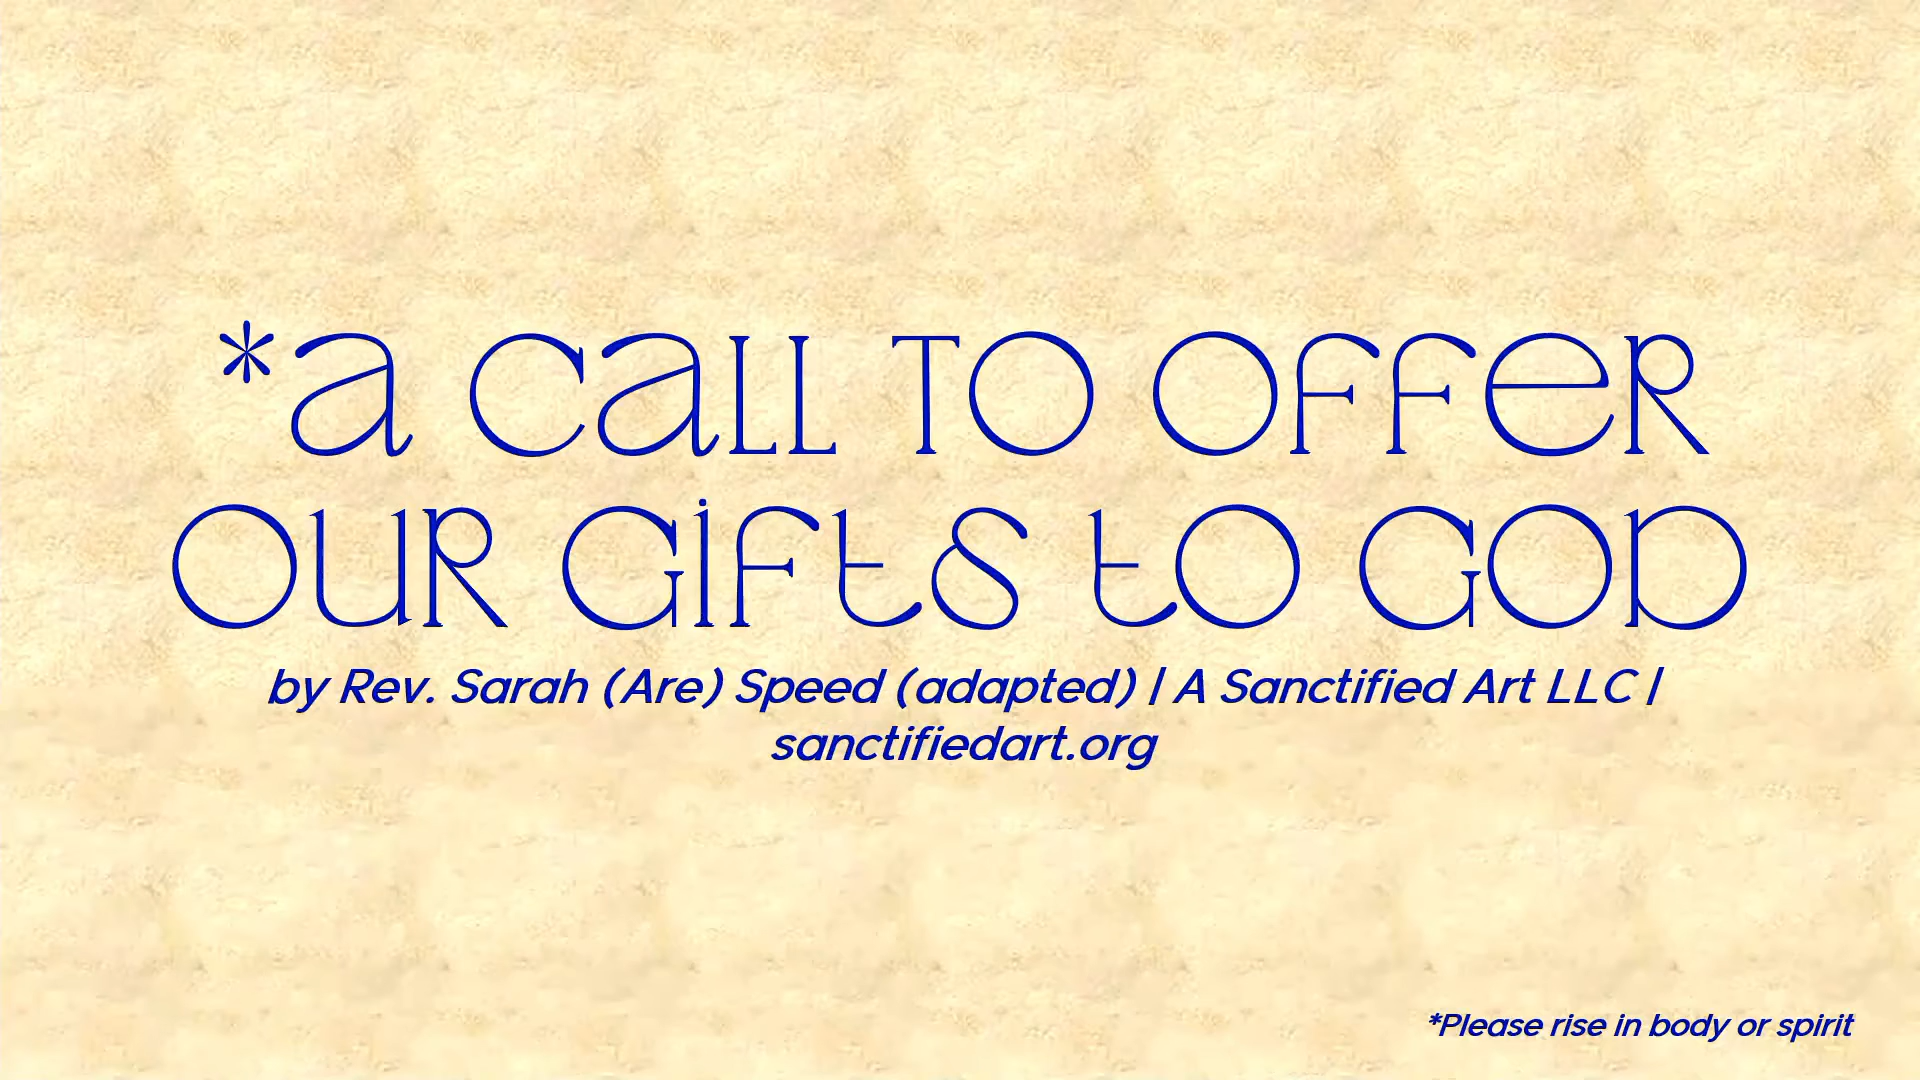 *a call to offer
our gifts to god
by Rev. Sarah (Are) Speed (adapted) | A Sanctified Art LLC |
sanctifiedart.org
*Please rise in body or spirit